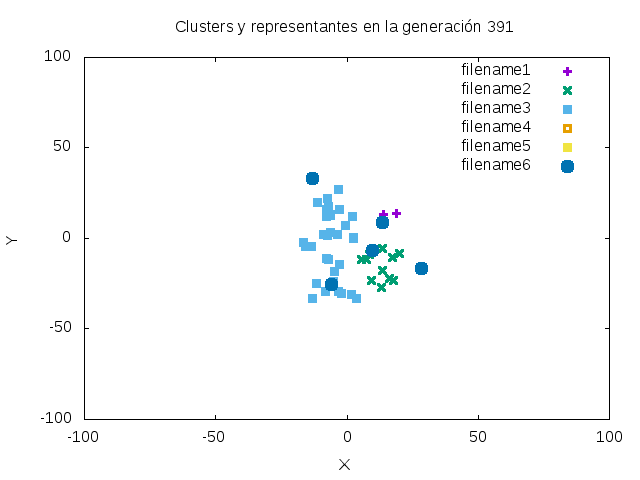 Clusters y representantes en la generación 391
100
50
0
-50
-100
-100
-50
0
50
100
Y
X
filename1
filename2
filename3
filename4
filename5
filename6